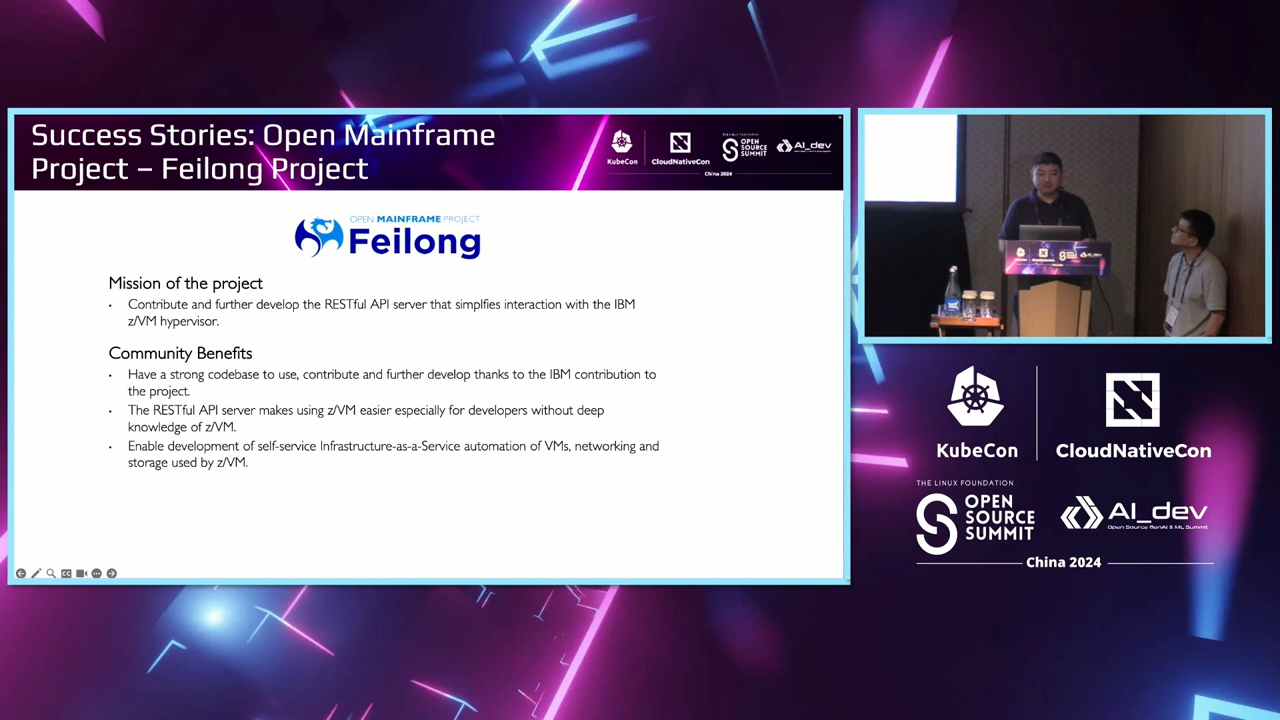 Success Stories: Open Mainframe
Project – Feilong Project
KubeCon
CloudNativeCon
THE LINUX FOUNDATION
OPEN
SOURCE
SUMMIT
AI_dev
China 2024
OPEN MAINFRAME PROJECT
Feilong
Mission of the project
• Contribute and further develop the RESTful API server that simplfies interaction with the IBM
z/VM hypervisor.
Community Benefits
• Have a strong codebase to use, contribute and further develop thanks to the IBM contribution to
the project.
• The RESTful API server makes using z/VM easier especially for developers without deep
knowledge of z/VM.
• Enable development of self-service Infrastructure-as-a-Service automation of VMs, networking and
storage used by z/VM.
KubeCon
CloudNativeCon
THE LINUX FOUNDATION
OPEN
SOURCE
SUMMIT
AI_dev
Open Source GenAI & ML Summit
China 2024